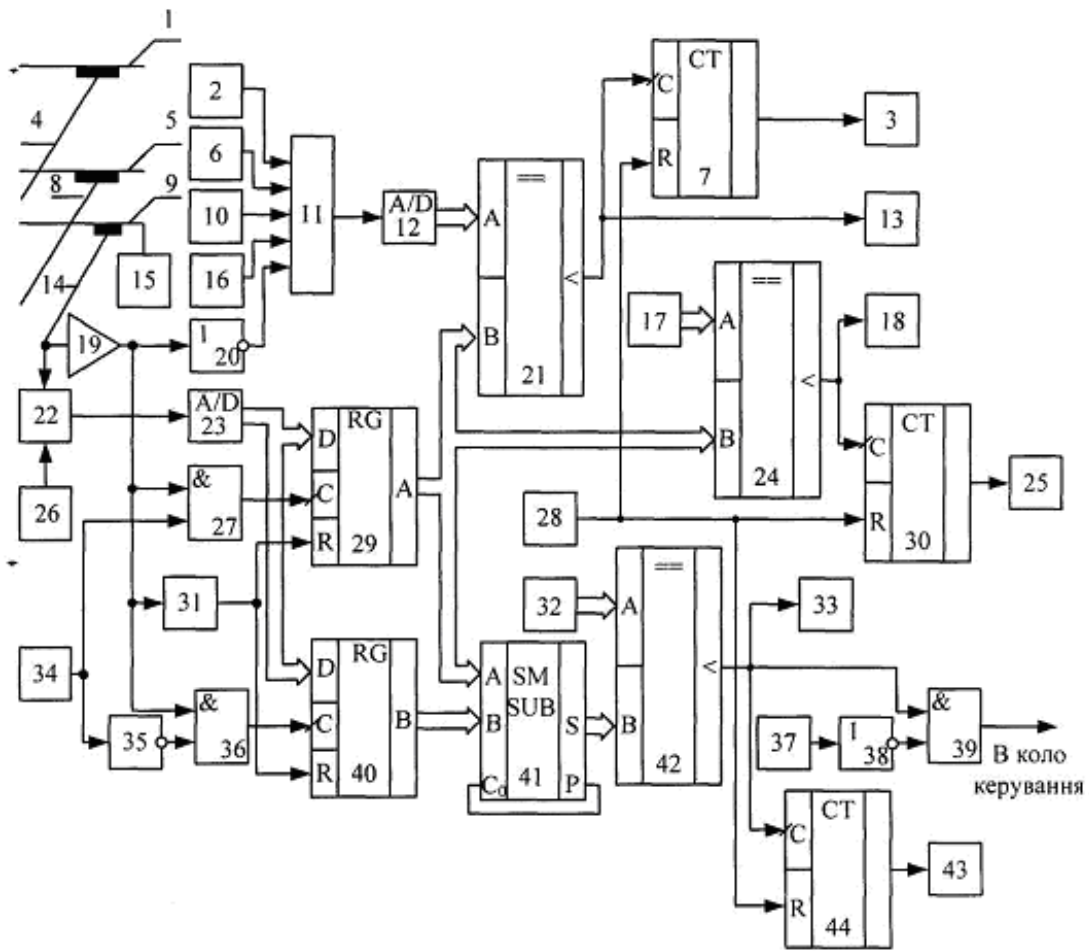 1
2
CT
C
R
7
3
4
5
6
8
9
10
11
A/D
12
==
A
B
<
21
13
14
15
16
17
==
A
B
<
24
18
19
1
20
22
A/D
23
RG
D
C
R
A
29
CT
C
R
30
25
26
&
27
28
31
32
==
A
B
<
42
33
34
35
&
36
RG
D
C
R
B
40
SM
SUB
A
B
S
C₀
P
41
37
1
38
&
39
В коло
керування
CT
C
R
44
43